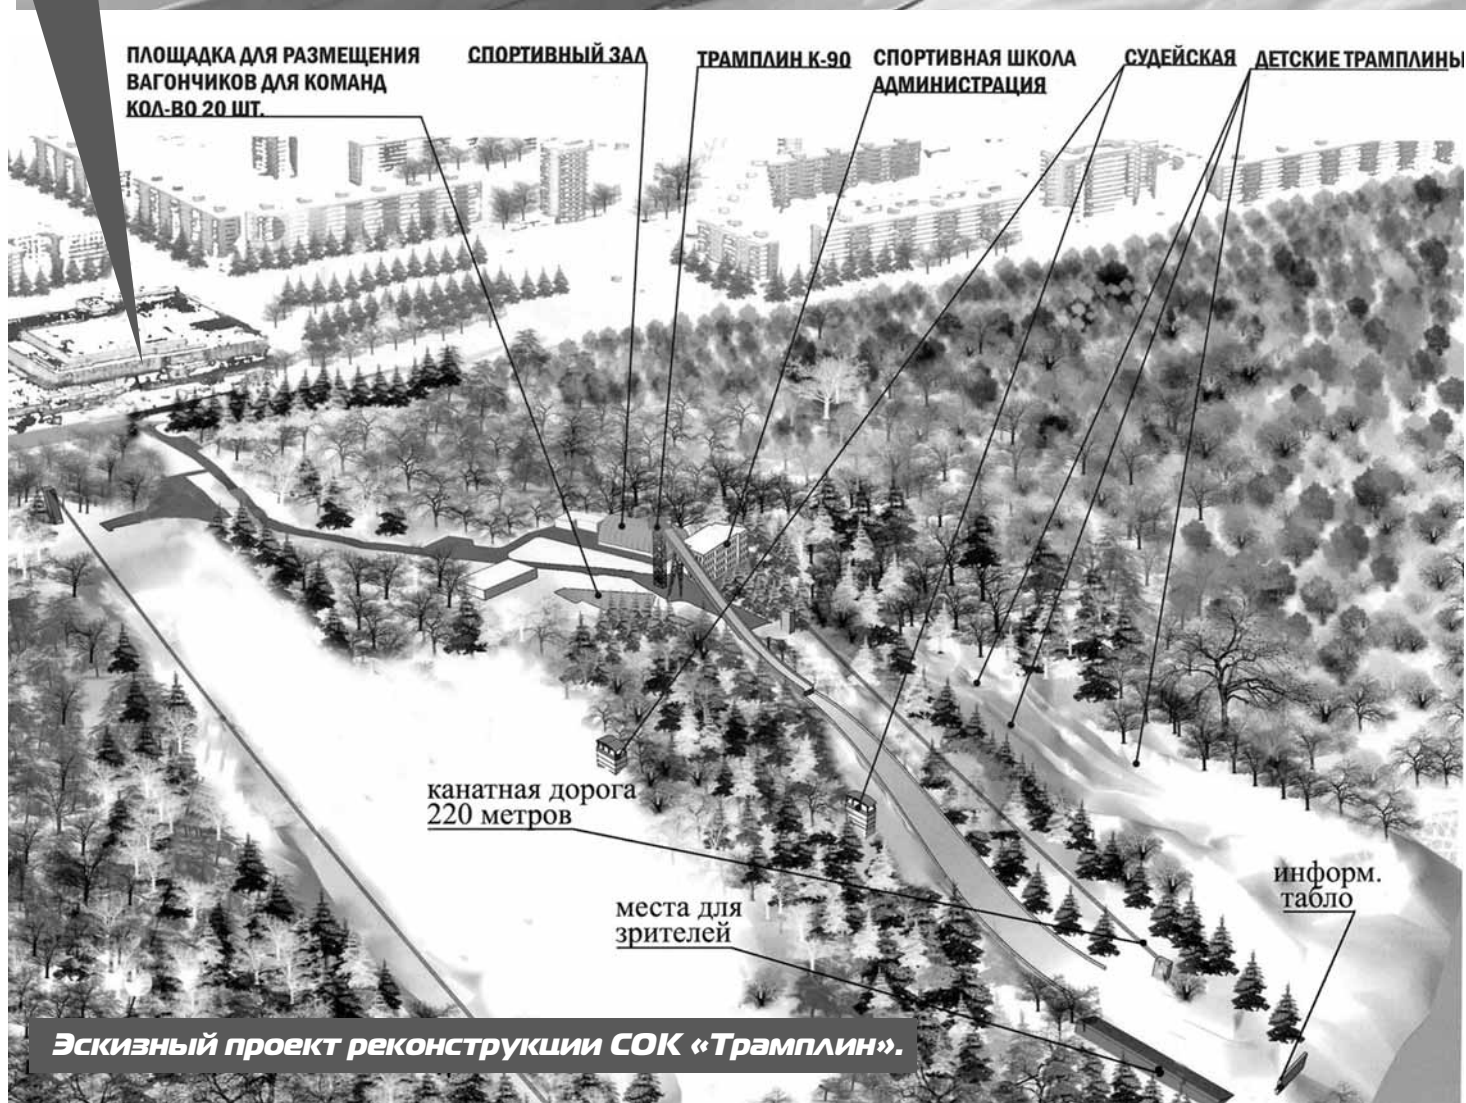 ПЛОЩАДКА ДЛЯ РАЗМЕЩЕНИЯ
ВАГОНЧИКОВ ДЛЯ КОМАНД
КОЛ-ВО 20 ШТ.
СПОРТИВНЫЙ ЗАЛ
ТРАМПЛИН К-90
СПОРТИВНАЯ ШКОЛА
АДМИНИСТРАЦИЯ
СУДЕЙСКАЯ
ДЕТСКИЕ ТРАМПЛИНЫ
канатная дорога
220 метров
места для
зрителей
информ.
табло
Эскизный проект реконструкции СОК «Трамплин».